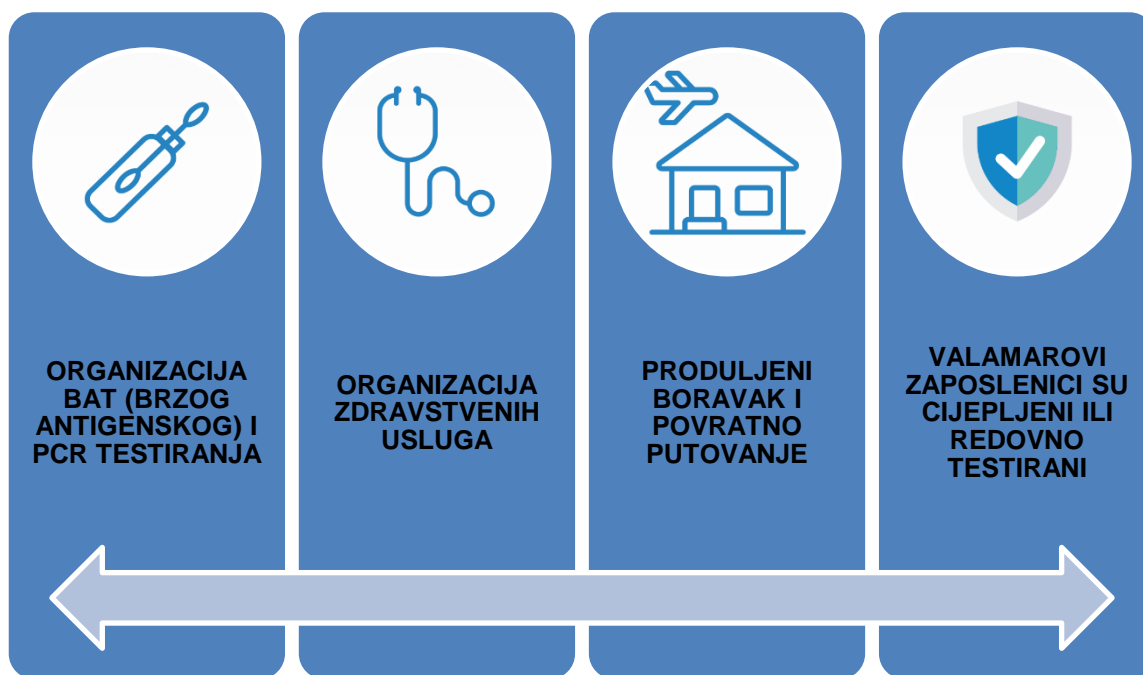 ORGANIZACIJA
BAT (BRZOG
ANTIGENSKOG) I
PCR TESTIRANJA
ORGANIZACIJA
ZDRAVSTVENIH
USLUGA
PRODULJENI
BORAVAK I
POVRATNO
PUTOVANJE
VALAMAROVI
ZAPOSLENICI SU
CIJEPLJENI ILI
REDOVNO
TESTIRANI